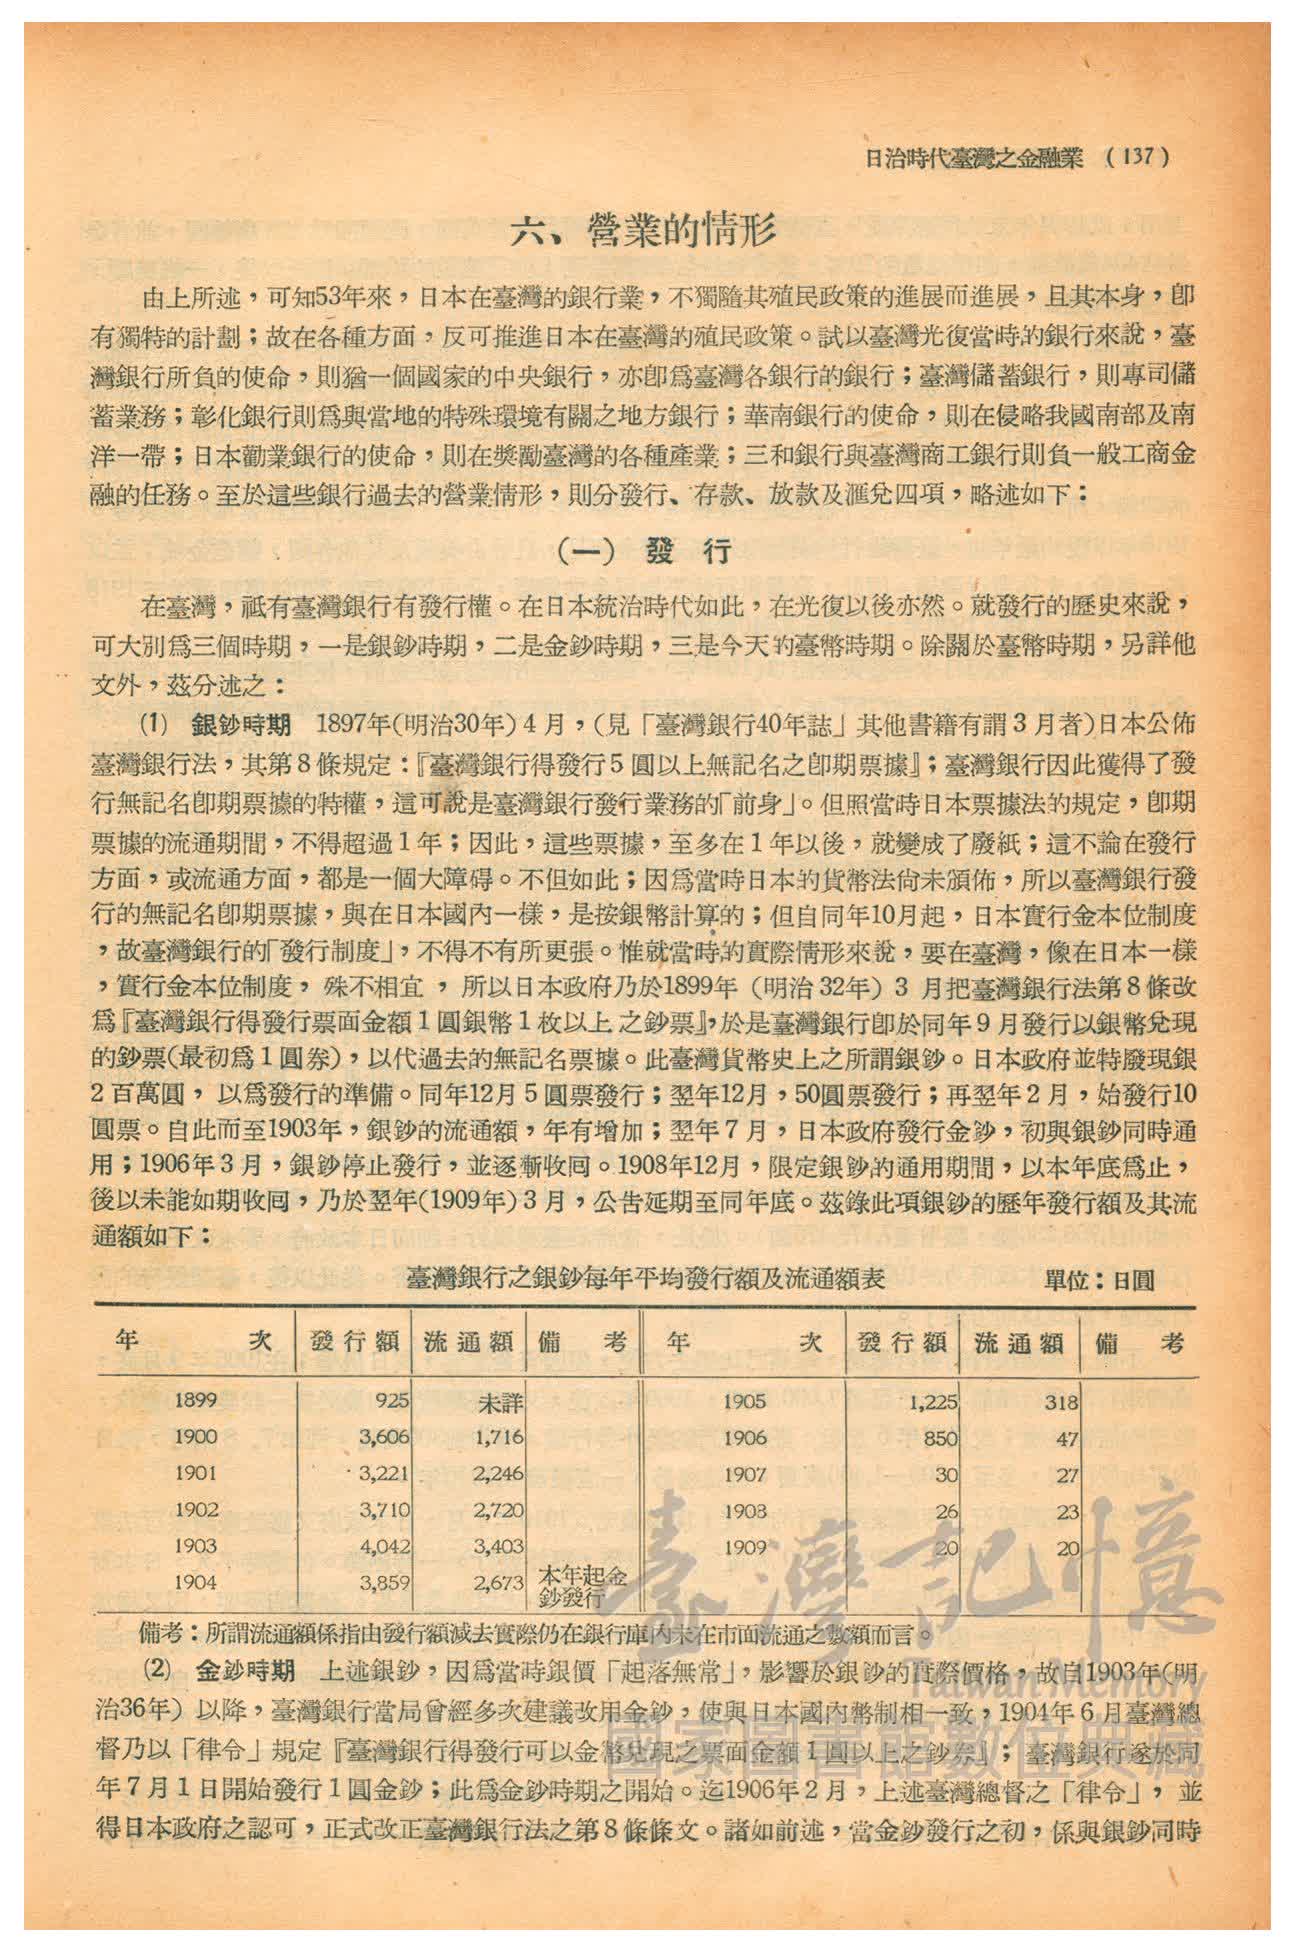 日治時代臺灣之金融業 (137)
六、營業的情形
由上所述，可知53年來，日本在臺灣的銀行業，不獨隨其殖民政策的進展而進展，且其本身，卽
有獨特的計劃；故在各種方面，反可推進日本在臺灣的殖民政策。試以臺灣光復當時的銀行來說，臺
灣銀行所負的使命，則猶一個國家的中央銀行，亦卽爲臺灣各銀行的銀行；臺灣儲蓄銀行，則專司儲
蓄業務；彰化銀行則爲與當地的特殊環境有關之地方銀行；華南銀行的使命，則在侵略我國南部及南
洋一帶；日本勸業銀行的使命，則在奬勵臺灣的各種產業；三和銀行與臺灣商工銀行則負一般工商金
融的任務。至於這些銀行過去的營業情形，則分發行、存款、放款及滙兌四項，略述如下：
(一) 發 行
在臺灣，祇有臺灣銀行有發行權。在日本統治時代如此，在光復以後亦然。就發行的歷史來說，
可大別爲三個時期，一是銀鈔時期，二是金鈔時期，三是今天的臺幣時期。除關於臺幣時期，另詳他
文外，茲分述之：
(1) 銀鈔時期 1897年(明治30年)4月，(見「臺灣銀行40年誌」其他書籍有謂3月者)日本公佈
臺灣銀行法，其第8條規定：『臺灣銀行得發行5圓以上無記名之卽期票據』；臺灣銀行因此獲得了發
行無記名卽期票據的特權，這可說是臺灣銀行發行業務的「前身」。但照當時日本票據法的規定，卽期
票據的流通期間，不得超過1年；因此，這些票據，至多在1年以後，就變成了廢紙；這不論在發行
方面，或流通方面，都是一個大障碍。不但如此；因爲當時日本的貨幣法尙未頒佈，所以臺灣銀行發
行的無記名卽期票據，與在日本國內一樣，是按銀幣計算的；但自同年10月起，日本實行金本位制度
，故臺灣銀行的「發行制度」，不得不有所更張。惟就當時的實際情形來說，要在臺灣，像在日本一樣
，實行金本位制度，殊不相宜，所以日本政府乃於1899年(明治32年)3月把臺灣銀行法第8條改
爲『臺灣銀行得發行票面金額1圓銀幣1枚以上之鈔票』，於是臺灣銀行卽於同年9月發行以銀幣兌現
的鈔票(最初爲1圓券)，以代過去的無記名票據。此臺灣貨幣史上之所謂銀鈔。日本政府並特廢現銀
2百萬圓，以爲發行的準備。同年12月5圓票發行；翌年12月，50圓票發行；再翌年2月，始發行10
圓票。自此而至1903年，銀鈔的流通額，年有增加；翌年7月，日本政府發行金鈔，初與銀鈔同時通
用；1906年3月，銀鈔停止發行，並逐漸收囘。1908年12月，限定銀鈔的通用期間，以本年底爲止，
後以未能如期收囘，乃於翌年(1909年)3月，公告延期至同年底。茲錄此項銀鈔的歷年發行額及其流
通額如下：
臺灣銀行之銀鈔每年平均發行額及流通額表 單位：日圓
年 次 發行額 流通額 備 考 年 次 發行額 流通額 備 考
1899 925 未詳 1905 1,225 318
1900 3,606 1,716 1906 850 47
1901 3,221 2,246 1907 30 27
1902 3,710 2,720 1908 26 23
1903 4,042 3,403 1909 20 20
1904 3,859 2,673 本年起金
鈔發行
備考：所謂流通額係指由發行額減去實際仍在銀行庫內未在市面流通之數額而言。
(2) 金鈔時期 上述銀鈔，因爲當時銀價「起落無常」，影響於銀鈔的實際價格，故自1903年(明
治36年)以降，臺灣銀行當局曾經多次建議改用金鈔，使與日本國內幣制相一致，1904年6月臺灣總
督乃以「律令」規定『臺灣銀行得發行可以金幣兌現之票面金額1圓以上之鈔券』；臺灣銀行遂於同
年7月1日開始發行1圓金鈔；此爲金鈔時期之開始。迄1906年2月，上述臺灣總督之「律令」，並
得日本政府之認可，正式改正臺灣銀行法之第8條條文。諸如前述，當金鈔發行之初，係與銀鈔同時
臺灣記憶
Taiwan Memory
國家圖書館數位典藏